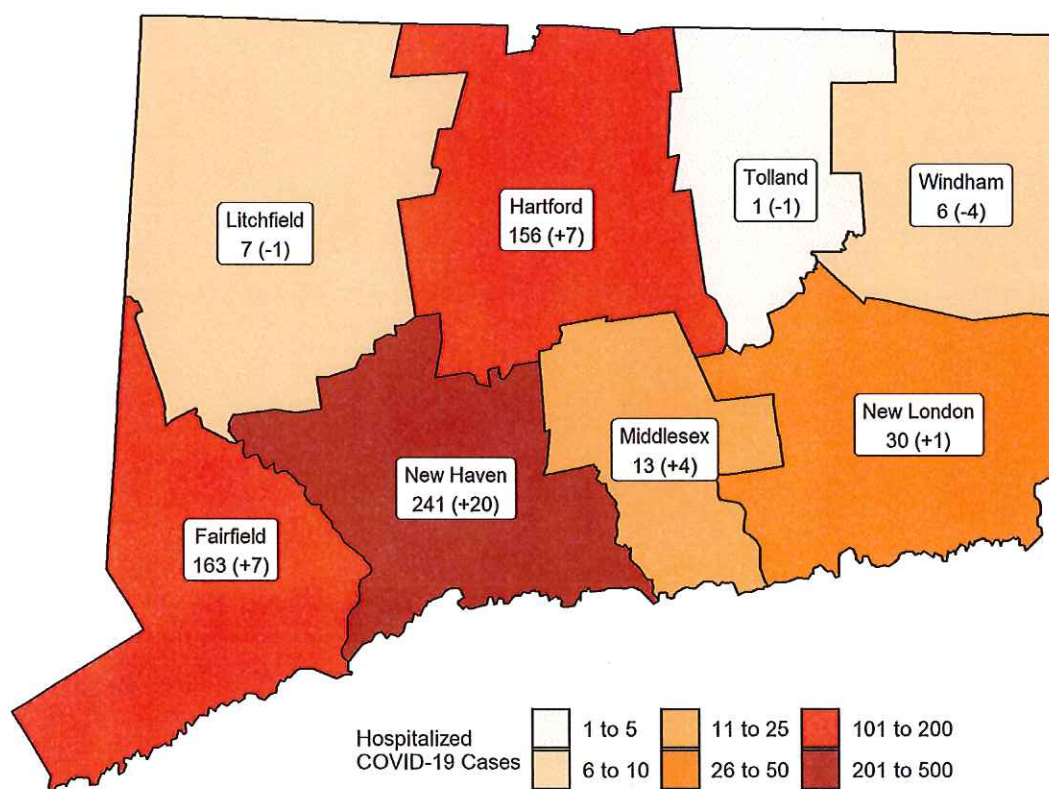 Litchfield
7 (-1)
Hartford
156 (+7)
Tolland
1 (-1)
Windham
6 (-4)
Fairfield
163 (+7)
New Haven
241 (+20)
Middlesex
13 (+4)
New London
30 (+1)
Hospitalized
COVID-19 Cases
1 to 5
6 to 10
11 to 25
26 to 50
101 to 200
201 to 500